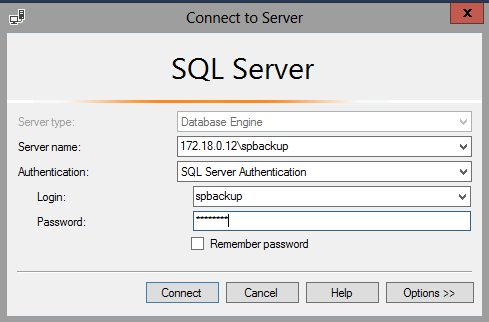 Connect to Server
x
SQL Server
Server type: Database Engine
Server name: 172.18.0.12\spbackup
Authentication: SQL Server Authentication
Login: spbackup
Password: ********
Remember password
Connect Cancel Help Options >>